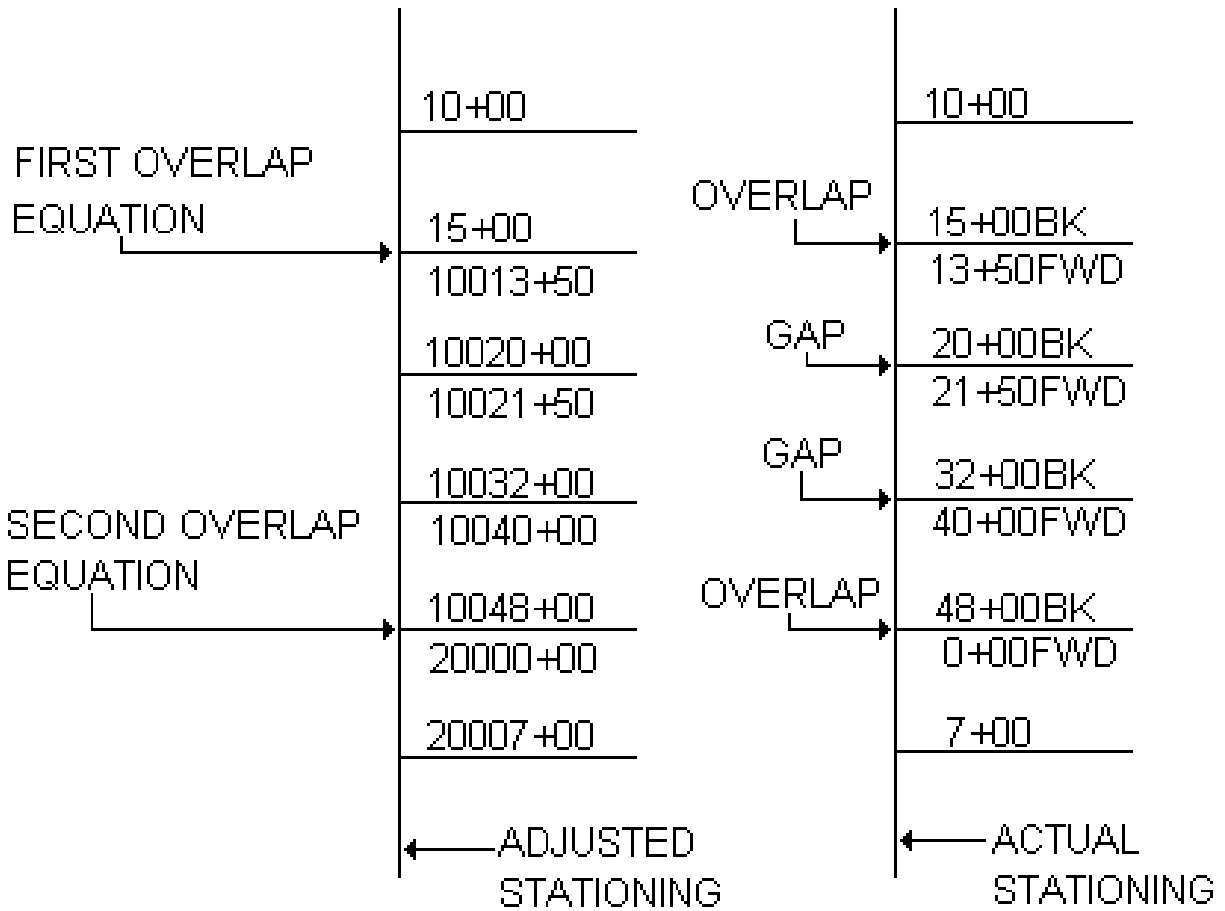 10+00
FIRST OVERLAP
EQUATION
15+00
10013+50
10020+00
10021+50
10032+00
10040+00
SECOND OVERLAP
EQUATION
10048+00
20000+00
20007+00
ADJUSTED
STATIONING
10+00
OVERLAP
15+00BK
13+50FWD
GAP
20+00BK
21+50FWD
GAP
32+00BK
40+00FWD
OVERLAP
48+00BK
0+00FWD
7+00
ACTUAL
STATIONING